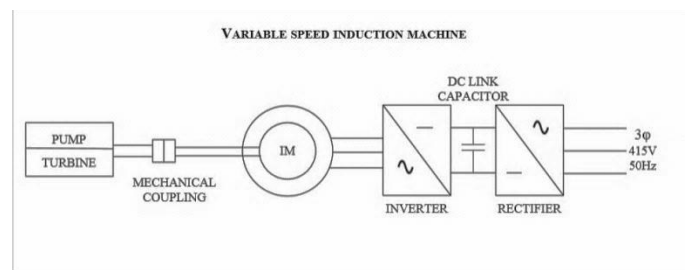 VARIABLE SPEED INDUCTION MACHINE
DC LINK
CAPACITOR
PUMP
TURBINE
IM
3φ
415V
50Hz
MECHANICAL
COUPLING
INVERTER
RECTIFIER